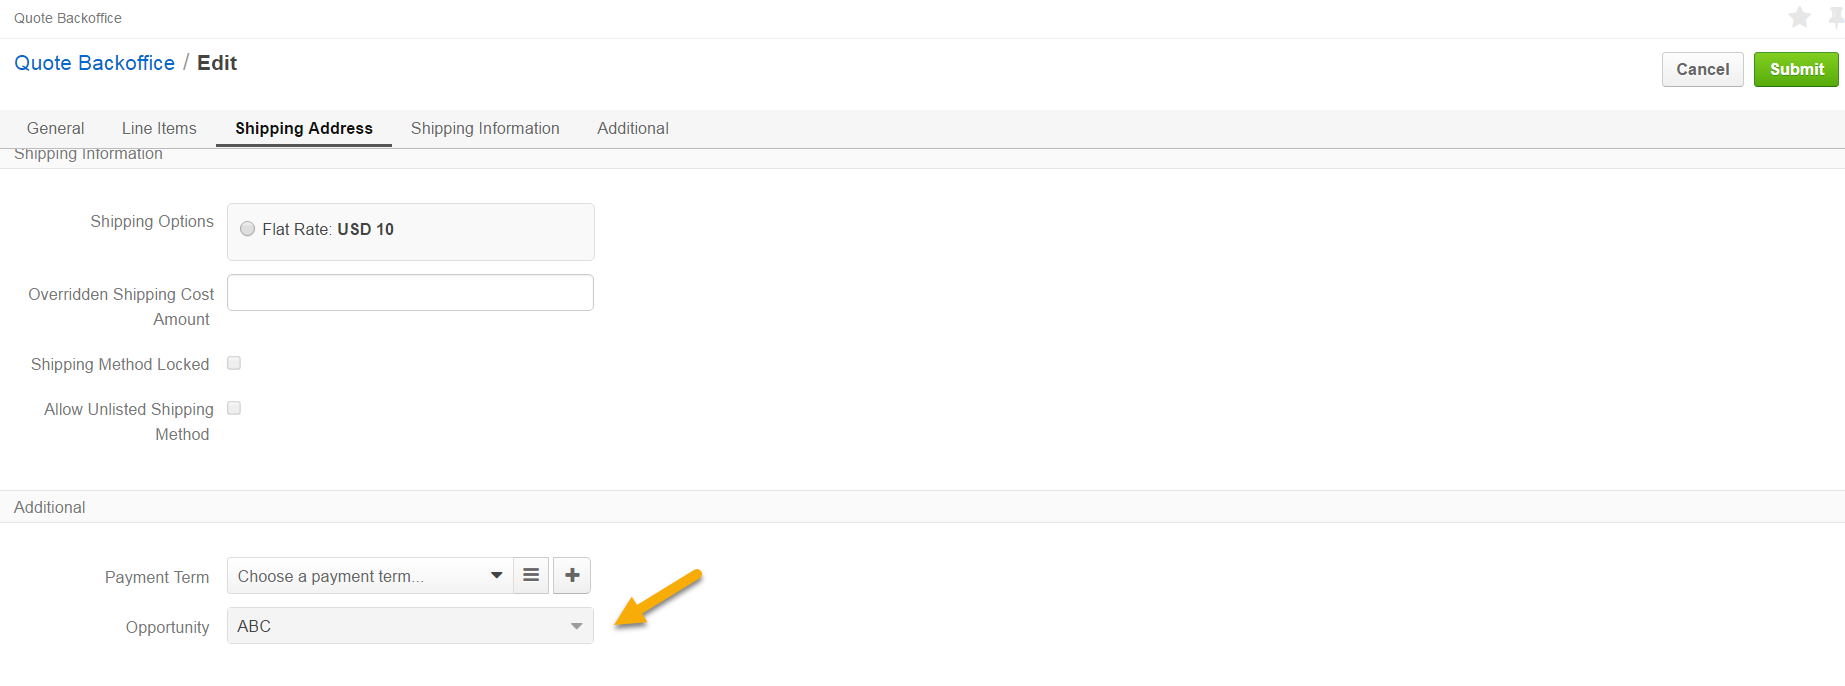 Quote Backoffice
Quote Backoffice / Edit
Cancel
Submit
General
Line Items
Shipping Address
Shipping Information
Additional
Shipping Information
Shipping Options
Flat Rate: USD 10
Overridden Shipping Cost
Amount
Shipping Method Locked
Allow Unlisted Shipping
Method
Additional
Payment Term
Choose a payment term...
Opportunity
ABC